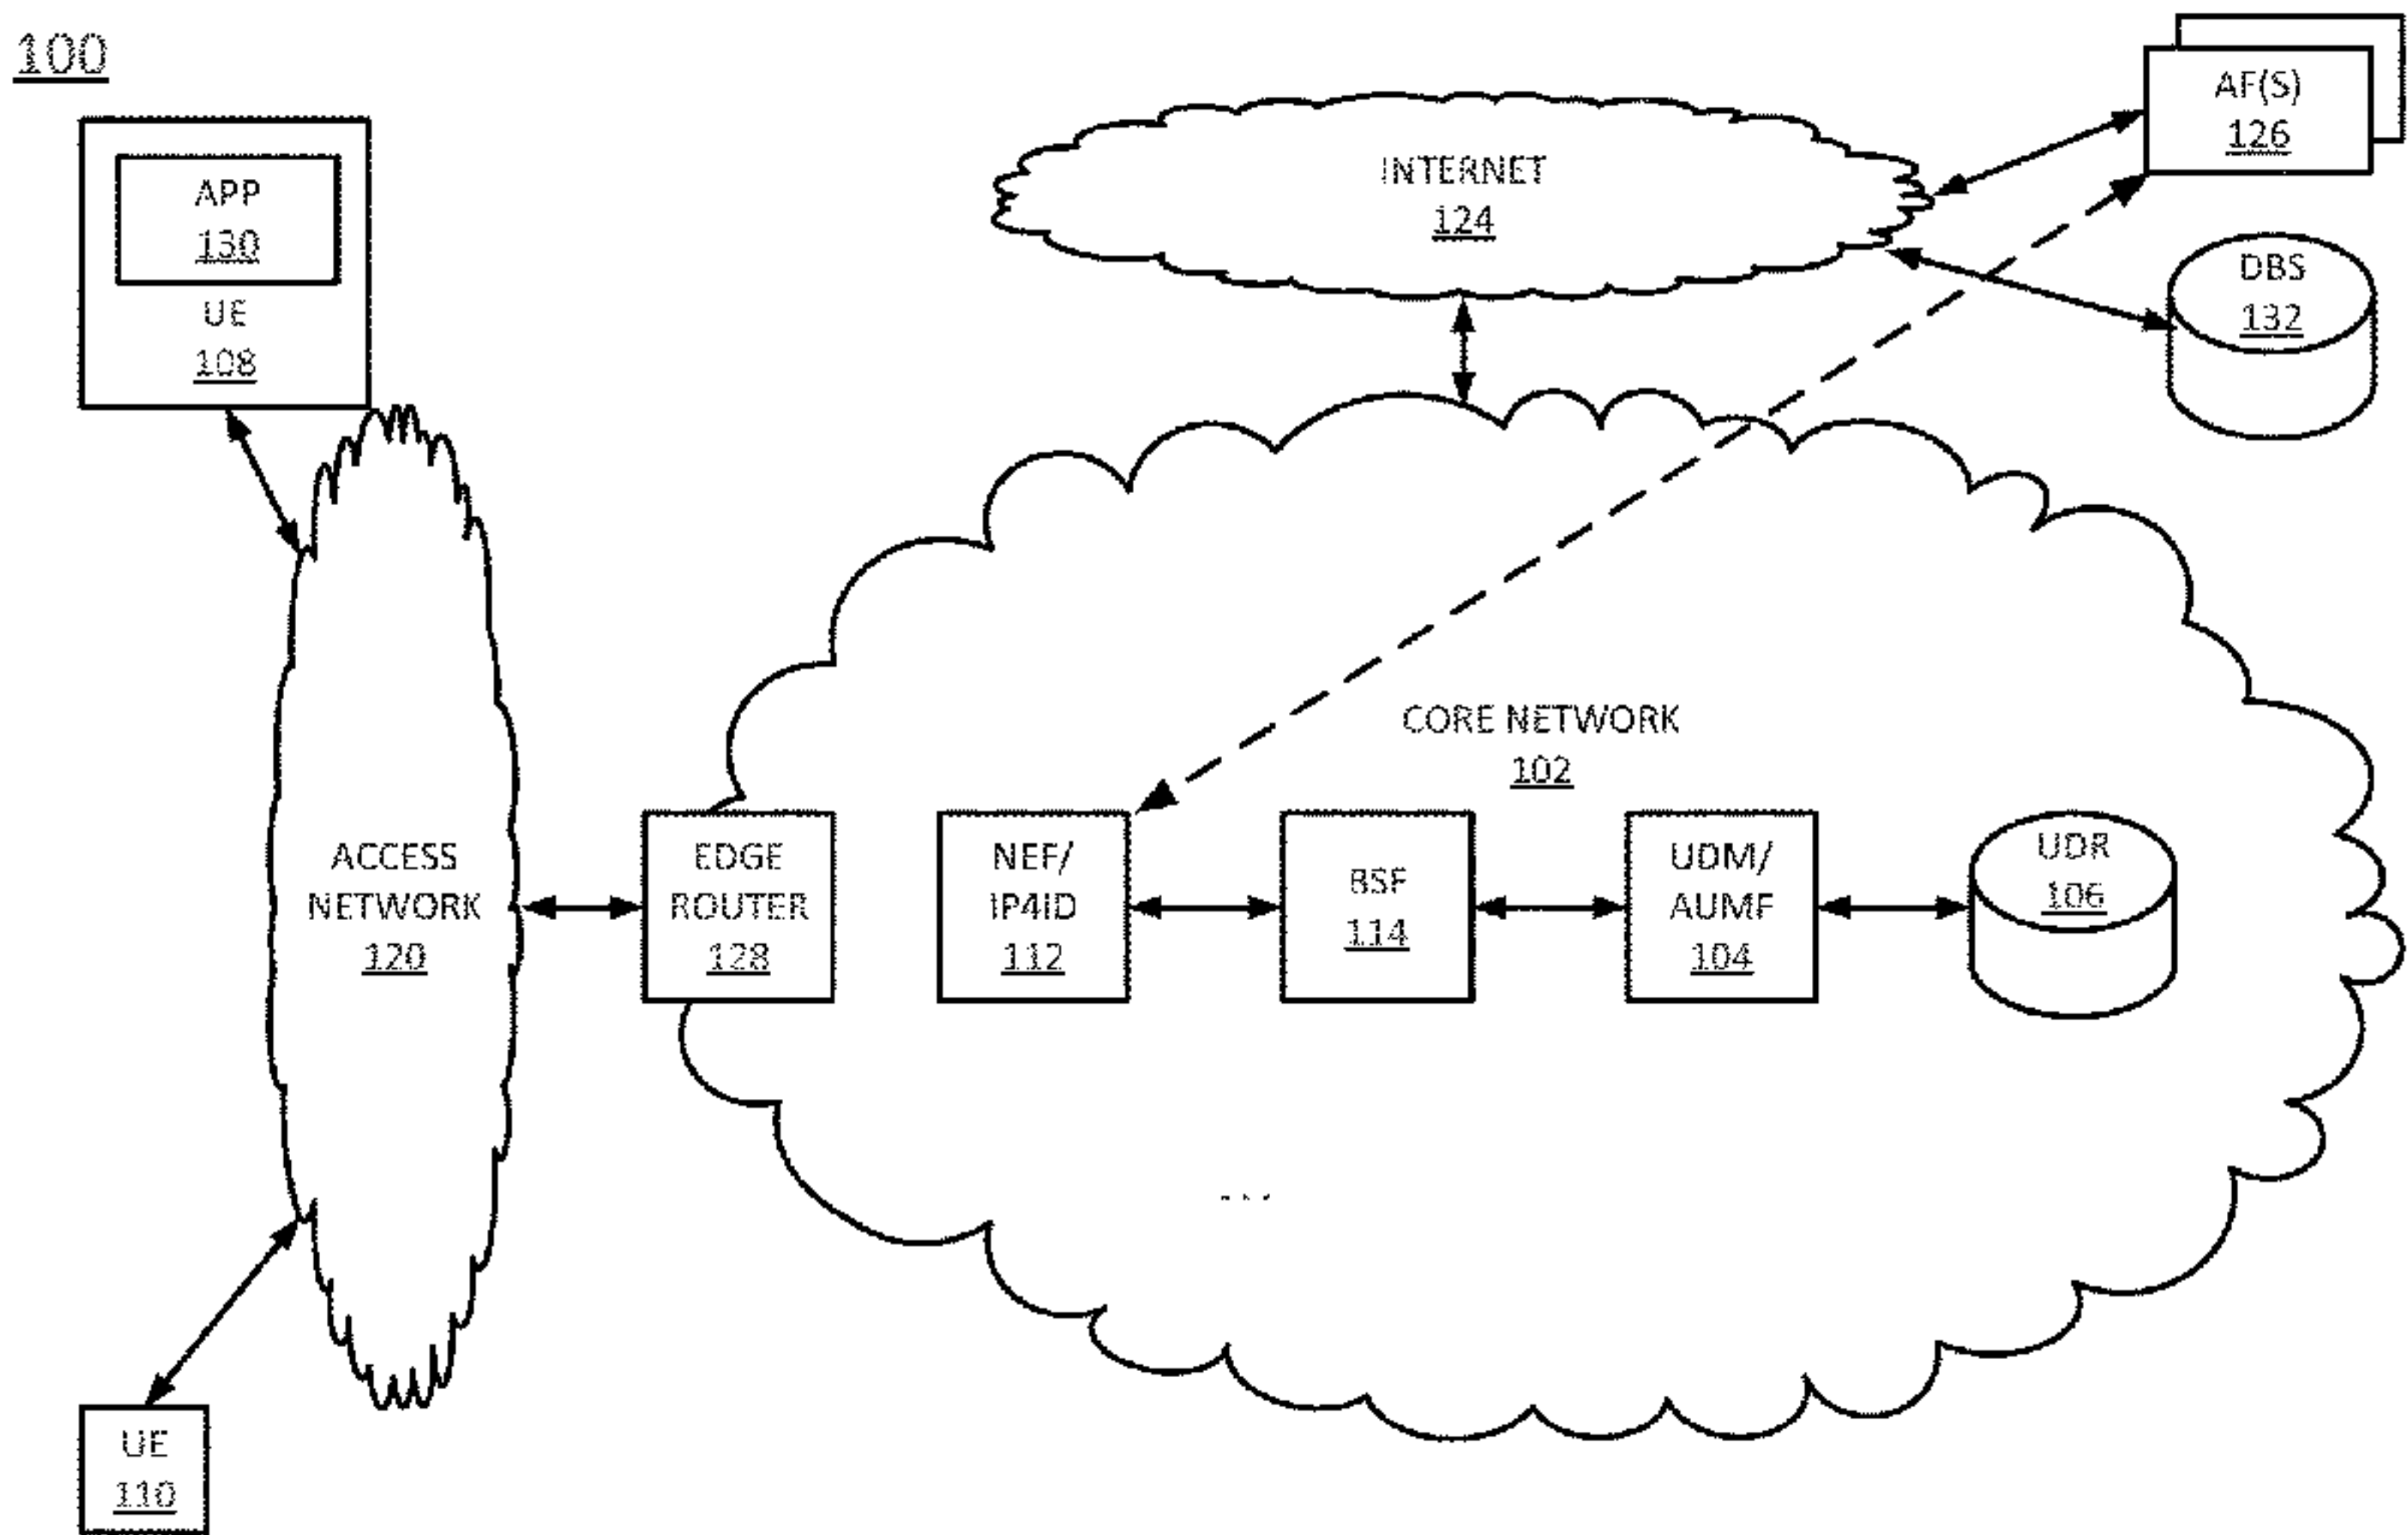 100
APP
130
UE
108
INTERNET
124
AF(S)
126
DBS
132
CORE NETWORK
102
ACCESS
NETWORK
120
EDGE
ROUTER
128
NEF/
IP4ID
112
BSF
114
UDM/
AUMF
104
UDR
106
...
UE
110